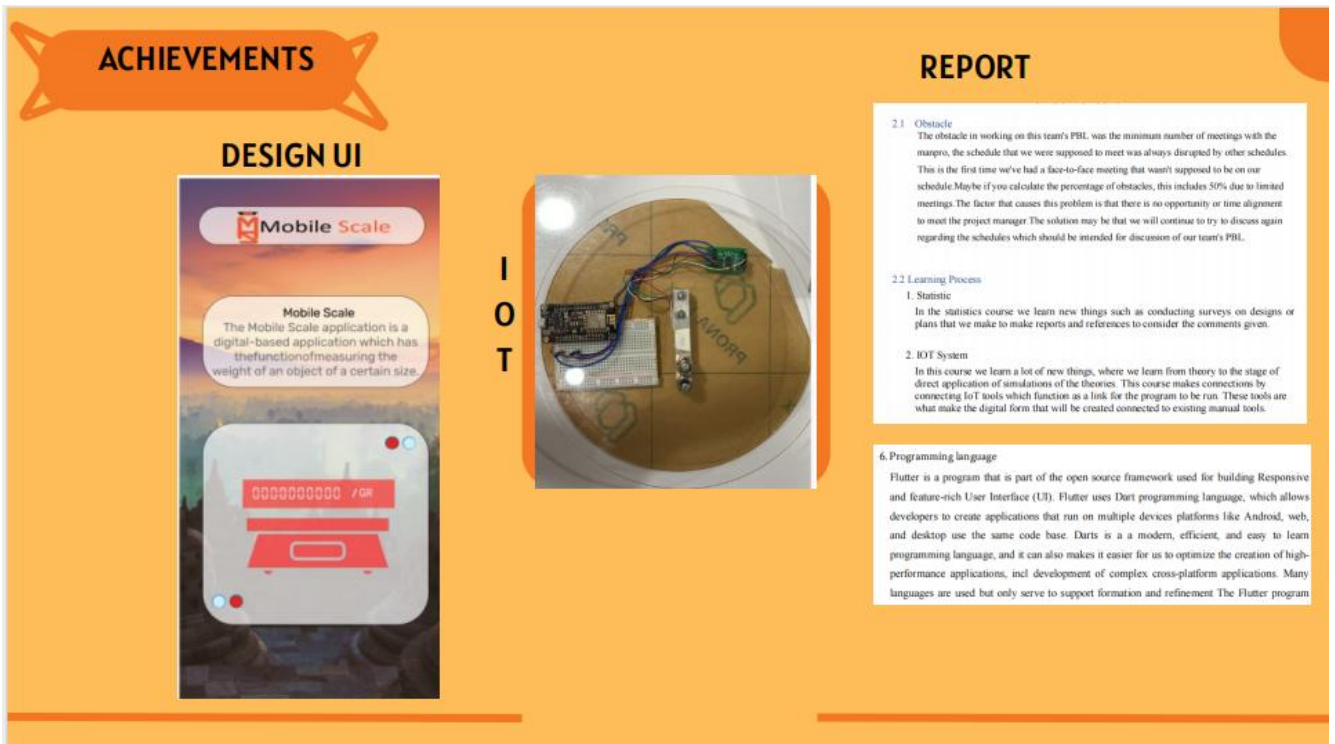 ACHIEVEMENTS
DESIGN UI
Mobile Scale
Mobile Scale
The Mobile Scale application is a
digital-based application which has
thefunctionofmeasuring the
weight of an object of a certain size.
0000000000 /GR
I
O
T
PRONA
REPORT
2.1 Obstacle
The obstacle in working on this team's PBL was the minimum number of meetings with the
manpro, the schedule that we were supposed to meet was always disrupted by other schedules.
This is the first time we've had a face-to-face meeting that wasn't supposed to be on our
schedule.Maybe if you calculate the percentage of obstacles, this includes 50% due to limited
meetings.The factor that causes this problem is that there is no opportunity or time alignment
to meet the project manager.The solution may be that we will continue to try to discuss again
regarding the schedules which should be intended for discussion of our team's PBL.
2.2 Learning Process
1. Statistic
In the statistics course we learn new things such as conducting surveys on designs or
plans that we make to make reports and references to consider the comments given.
2. IOT System
In this course we learn a lot of new things, where we learn from theory to the stage of
direct application of simulations of the theories. This course makes connections by
connecting IoT tools which function as a link for the program to be run. These tools are
what make the digital form that will be created connected to existing manual tools.
6. Programming language
Flutter is a program that is part of the open source framework used for building Responsive
and feature-rich User Interface (UI). Flutter uses Dart programming language, which allows
developers to create applications that run on multiple devices platforms like Android, web,
and desktop use the same code base. Darts is a a modern, efficient, and easy to learn
programming language, and it can also makes it easier for us to optimize the creation of high-
performance applications, incl development of complex cross-platform applications. Many
languages are used but only serve to support formation and refinement The Flutter program